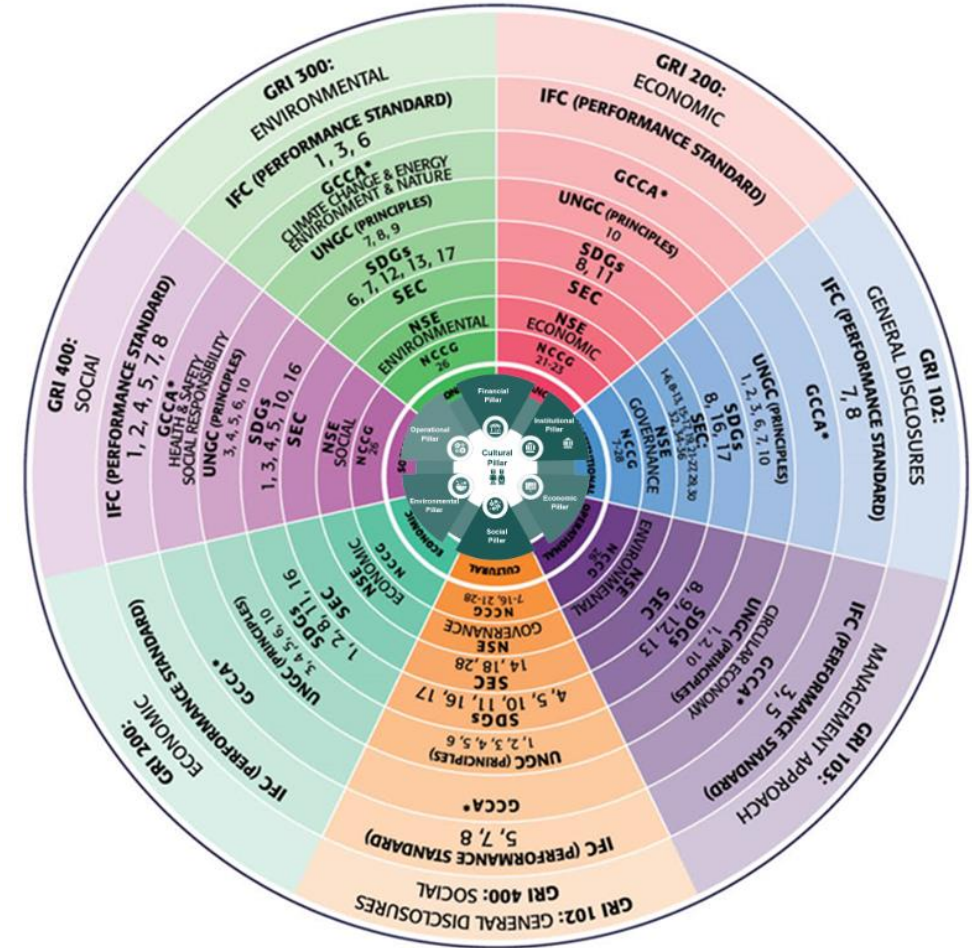 GRI 200:
ECONOMIC
IFC (PERFORMANCE STANDARD)
GCCA*
UNGC (PRINCIPLES)
10
SDGs
8, 11
SEC
NSE
ECONOMIC
NCCG
21-23
GRI 102:
GENERAL DISCLOSURES
IFC (PERFORMANCE STANDARD)
7, 8
GCCA*
UNGC (PRINCIPLES)
1, 2, 3, 6, 7, 10
SDGs
8, 16, 17
SEC:
NSE
GOVERNANCE
NCCG
7-28
GRI 103:
MANAGEMENT APPROACH
IFC (PERFORMANCE STANDARD)
3, 5
GCCA*
CIRCULAR ECONOMY
UNGC (PRINCIPLES)
1, 2, 10
SDGs
8, 9, 12, 13
SEC
NSE
ENVIRONMENTAL
NCCG
26
OPERATIONAL
GRI 102: GENERAL DISCLOSURES
GRI 400: SOCIAL
IFC (PERFORMANCE STANDARD)
5, 7, 8
GCCA*
UNGC (PRINCIPLES)
1, 2, 3, 4, 5, 6
SDGs
4, 5, 10, 11, 16, 17
SEC
14, 18, 28
NSE
GOVERNANCE
NCCG
7-16, 21-28
CULTURAL
GRI 200:
ECONOMIC
IFC (PERFORMANCE STANDARD)
GCCA*
UNGC (PRINCIPLES)
3, 4, 5, 6, 10
SDGs
1, 2, 8, 11, 16
SEC
NSE
ECONOMIC
NCCG
ECONOMIC
GRI 400:
SOCIAL
IFC (PERFORMANCE STANDARD)
1, 2, 4, 5, 7, 8
GCCA*
HEALTH & SAFETY
SOCIAL RESPONSIBILITY
UNGC (PRINCIPLES)
3, 4, 5, 6, 10
SDGs
1, 3, 4, 5, 10, 16
SEC
NSE
SOCIAL
NCCG
26
GRI 300:
ENVIRONMENTAL
IFC (PERFORMANCE STANDARD)
1, 3, 6
GCCA*
CLIMATE CHANGE & ENERGY
ENVIRONMENT & NATURE
UNGC (PRINCIPLES)
7, 8, 9
SDGs
6, 7, 12, 13, 17
SEC
NSE
ENVIRONMENTAL
NCCG
26
Financial
Pillar
Institutional
Pillar
Economic
Pillar
Social
Pillar
Environmental
Pillar
Operational
Pillar
Cultural
Pillar